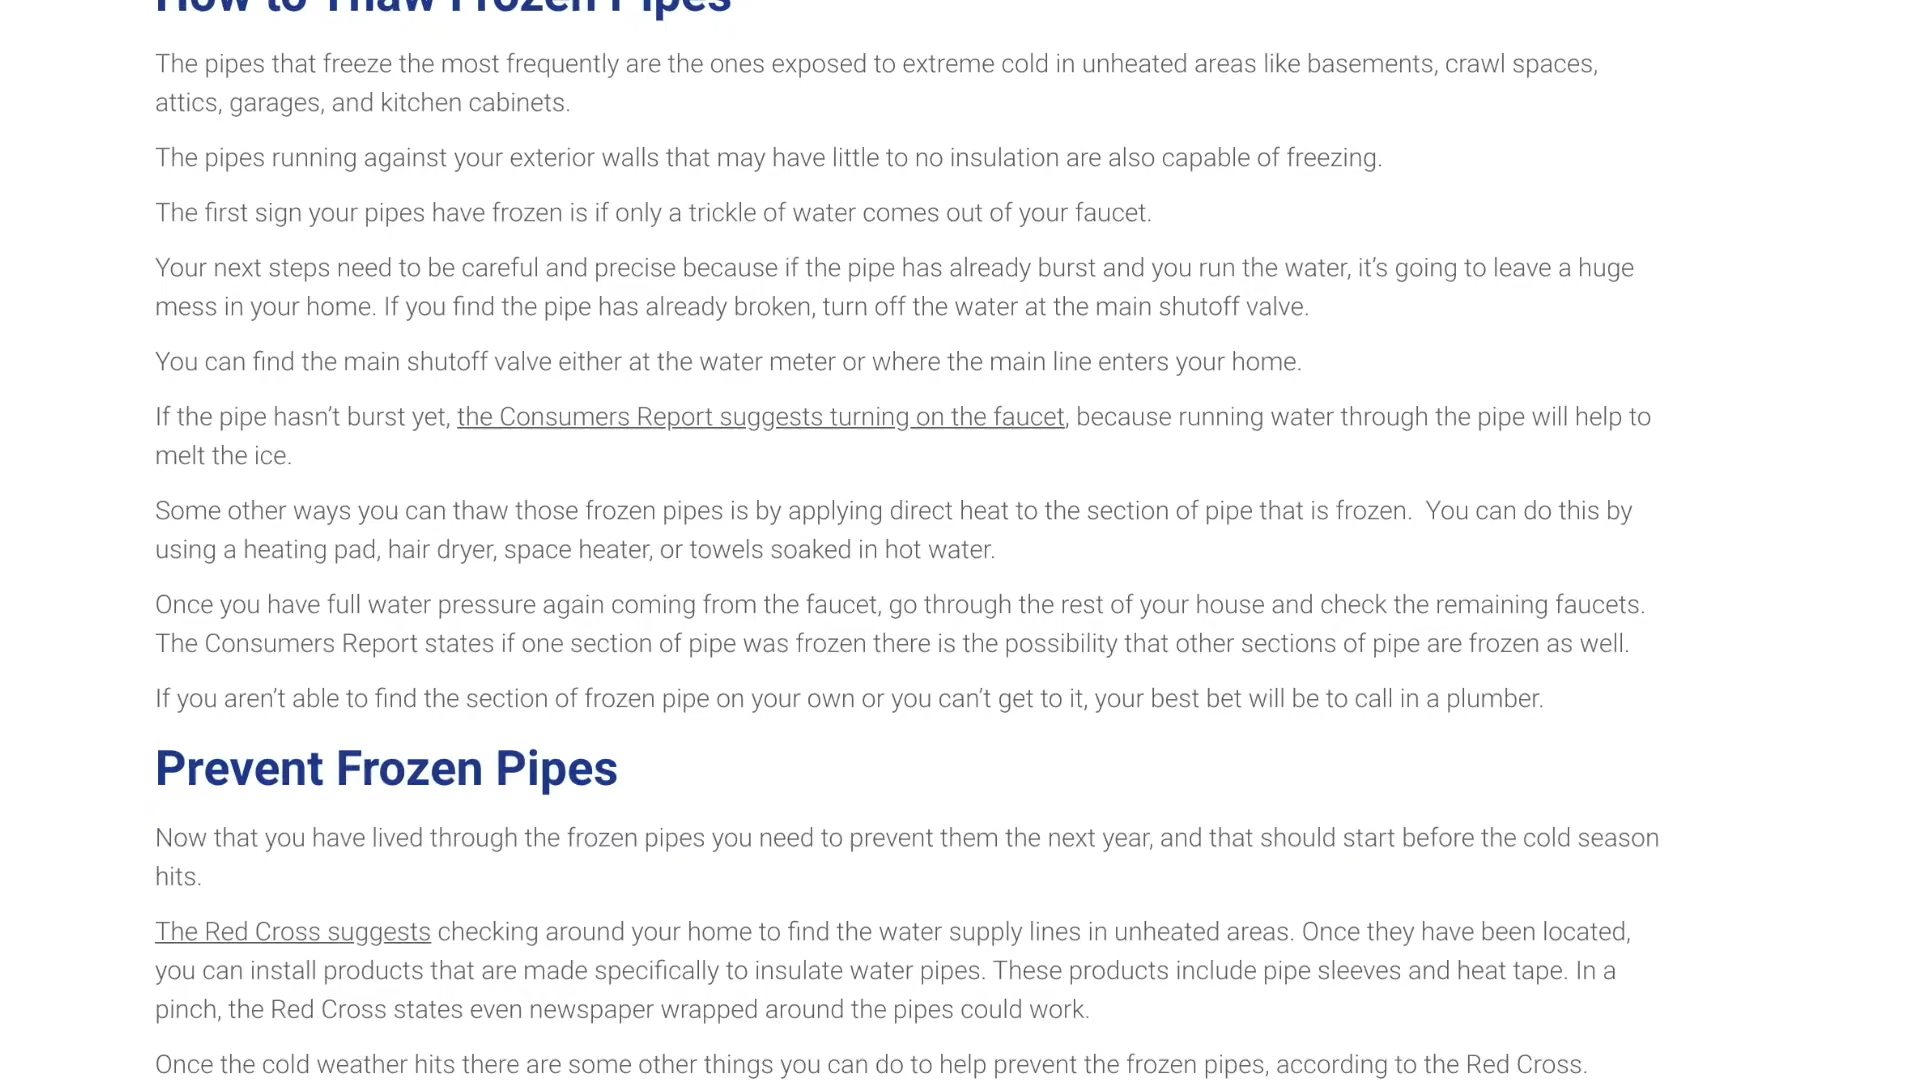 How to Thaw Frozen Pipes
The pipes that freeze the most frequently are the ones exposed to extreme cold in unheated areas like basements, crawl spaces,
attics, garages, and kitchen cabinets.
The pipes running against your exterior walls that may have little to no insulation are also capable of freezing.
The first sign your pipes have frozen is if only a trickle of water comes out of your faucet.
Your next steps need to be careful and precise because if the pipe has already burst and you run the water, it’s going to leave a huge
mess in your home. If you find the pipe has already broken, turn off the water at the main shutoff valve.
You can find the main shutoff valve either at the water meter or where the main line enters your home.
If the pipe hasn’t burst yet, the Consumers Report suggests turning on the faucet, because running water through the pipe will help to
melt the ice.
Some other ways you can thaw those frozen pipes is by applying direct heat to the section of pipe that is frozen.  You can do this by
using a heating pad, hair dryer, space heater, or towels soaked in hot water.
Once you have full water pressure again coming from the faucet, go through the rest of your house and check the remaining faucets.
The Consumers Report states if one section of pipe was frozen there is the possibility that other sections of pipe are frozen as well.
If you aren’t able to find the section of frozen pipe on your own or you can’t get to it, your best bet will be to call in a plumber.
Prevent Frozen Pipes
Now that you have lived through the frozen pipes you need to prevent them the next year, and that should start before the cold season
hits.
The Red Cross suggests checking around your home to find the water supply lines in unheated areas. Once they have been located,
you can install products that are made specifically to insulate water pipes. These products include pipe sleeves and heat tape. In a
pinch, the Red Cross states even newspaper wrapped around the pipes could work.
Once the cold weather hits there are some other things you can do to help prevent the frozen pipes, according to the Red Cross.